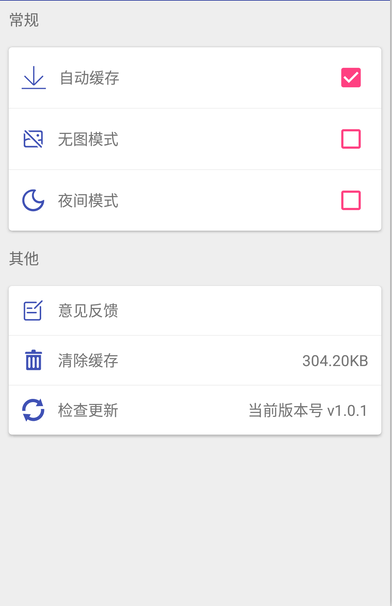 常规
自动缓存
无图模式
夜间模式
其他
意见反馈
清除缓存 304.20KB
检查更新 当前版本号 v1.0.1